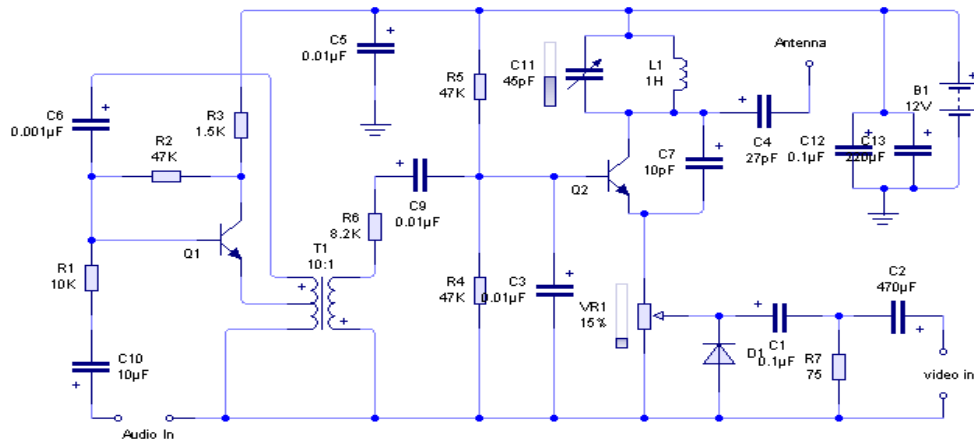 C5
0.01µF
C6
0.001µF
R3
1.5K
R2
47K
R5
47K
C11
45pF
L1
1H
Antenna
B1
12V
C4
27pF
C12
0.1µF
C13
220µF
C7
10pF
Q2
C9
0.01µF
R6
8.2K
Q1
T1
10:1
R1
10K
R4
47K
C3
0.01µF
VR1
15%
C2
470µF
C1
0.1µF
D1
R7
75
C10
10µF
Audio In
video in